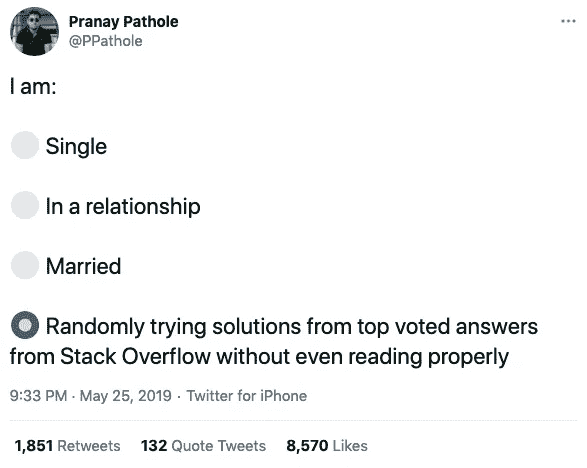 Pranay Pathole
@PPathole
I am:
Single
In a relationship
Married
Randomly trying solutions from top voted answers
from Stack Overflow without even reading properly
9:33 PM · May 25, 2019 · Twitter for iPhone
1,851 Retweets 132 Quote Tweets 8,570 Likes